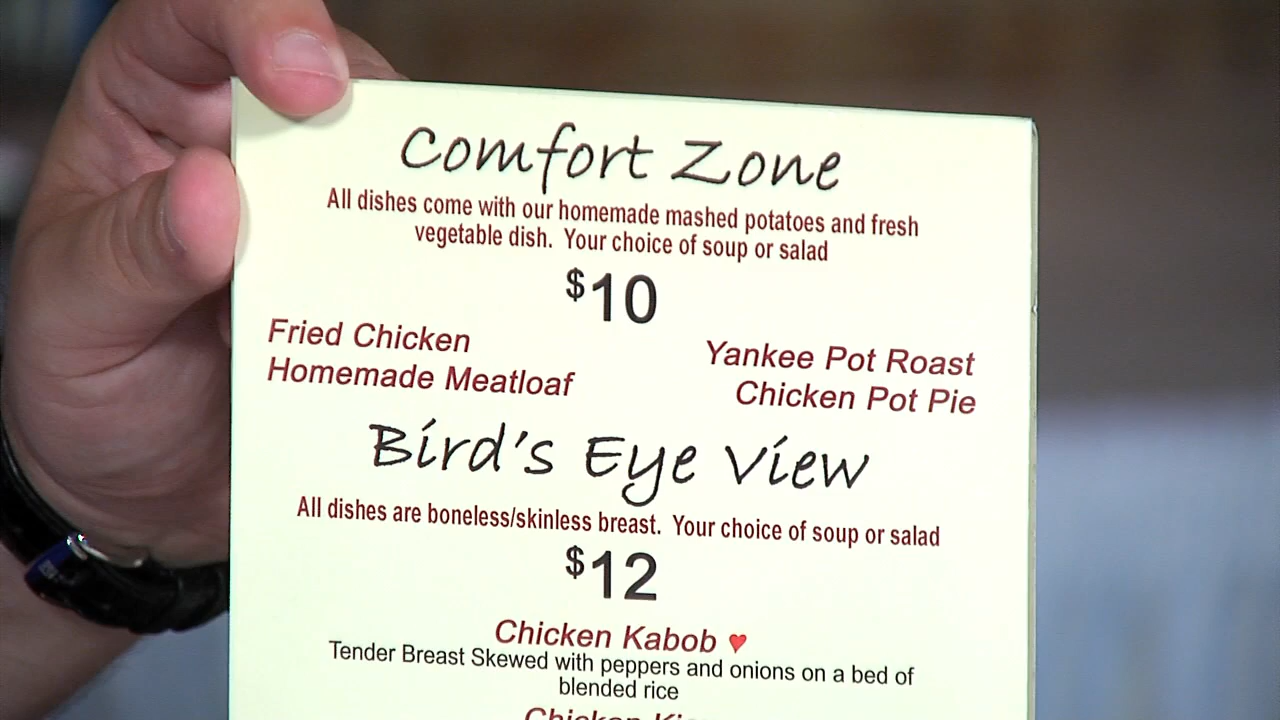 Comfort Zone
All dishes come with our homemade mashed potatoes and fresh
vegetable dish. Your choice of soup or salad
$10
Fried Chicken
Homemade Meatloaf
Yankee Pot Roast
Chicken Pot Pie
Bird's Eye View
All dishes are boneless/skinless breast. Your choice of soup or salad
$12
Chicken Kabob ♥
Tender Breast Skewed with peppers and onions on a bed of
blended rice
Chicken